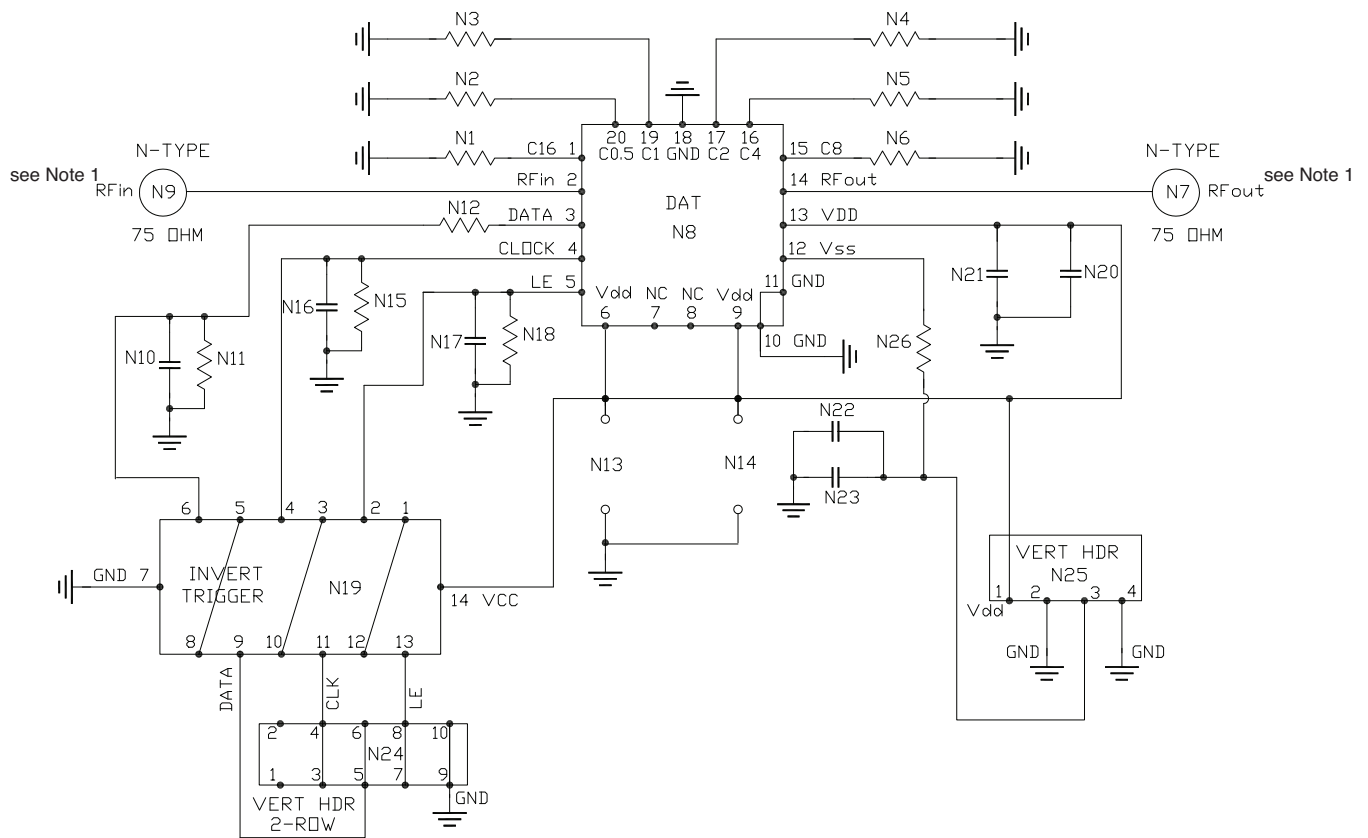 N3
N4
N2
N5
N1
N6
20 19 18 17 16
C0.5 C1 GND C2 C4
C16 1
15 C8
N-TYPE
N-TYPE
see Note 1
RFin N9
RFin 2
14 RFout
N7 RFout
see Note 1
75 OHM
75 OHM
DAT
N8
N12
DATA 3
13 VDD
CLOCK 4
12 Vss
LE 5
11 GND
Vdd NC NC Vdd
6 7 8 9
10 GND
N16 N15
N21 N20
N10 N11
N17 N18
N26
N22
N23
N13 N14
6 5 4 3 2 1
GND 7
INVERT
TRIGGER
N19
14 VCC
8 9 10 11 12 13
VERT HDR
N25
1 2 3 4
Vdd
GND
GND
DATA
CLK
LE
2 4 6 8 10
N24
1 3 5 7 9
GND
VERT HDR
2-ROW